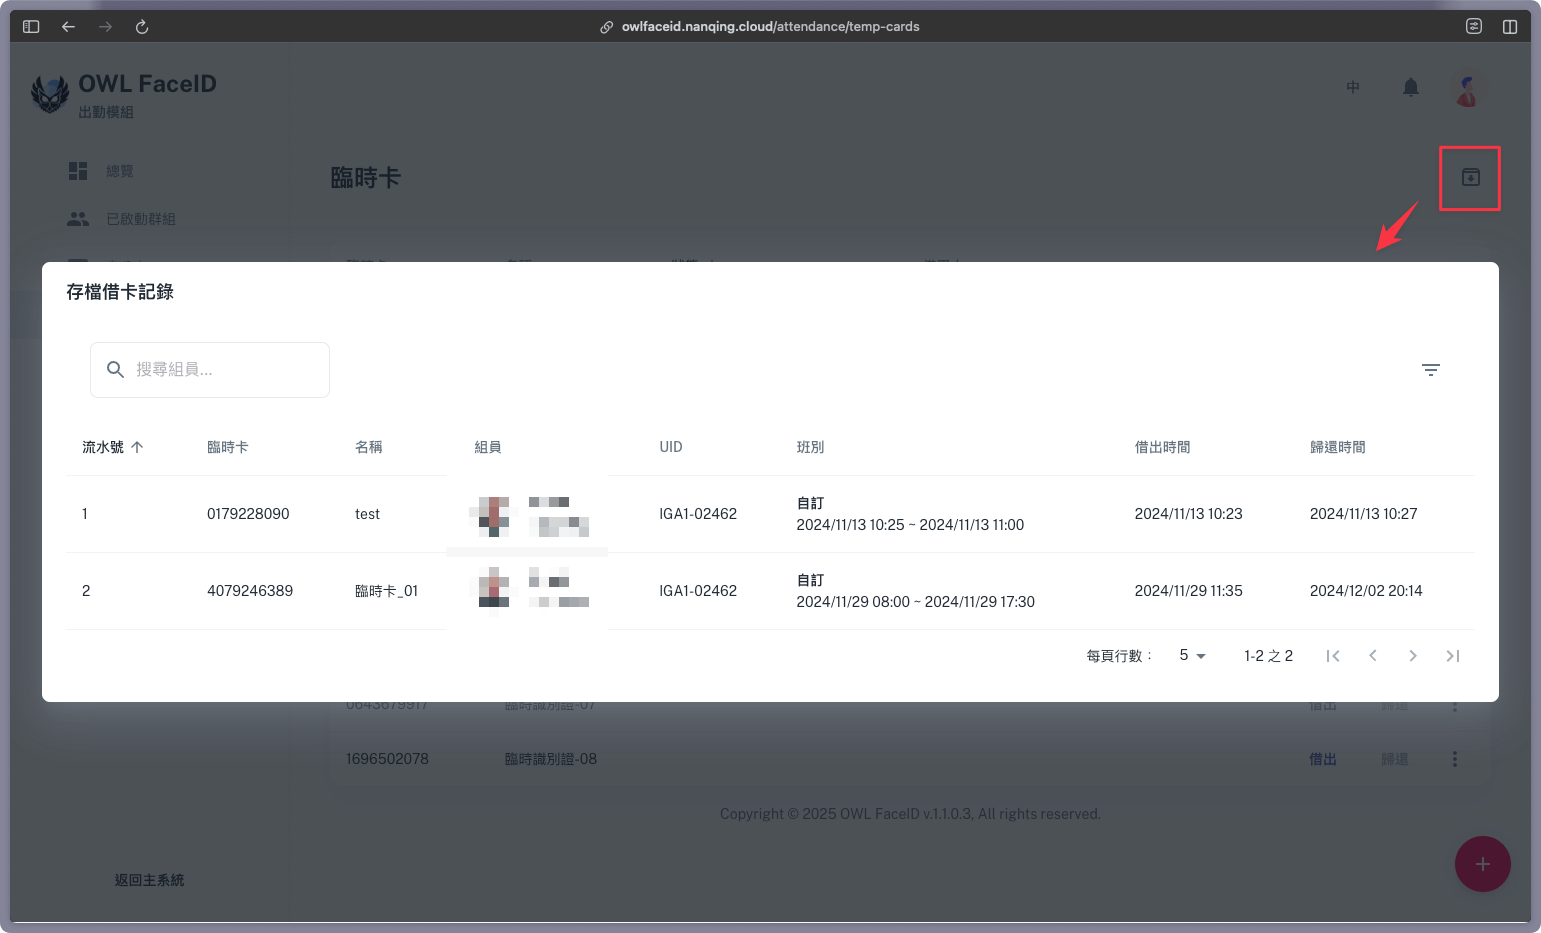 owlfaceid.nanqing.cloud/attendance/temp-cards
OWL FaceID
出勤模組
中
總覽
臨時卡
已啟動群組
存檔借卡記錄
搜尋組員...
流水號 臨時卡 名稱 組員 UID 班別 借出時間 歸還時間
1 0179228090 test IGA1-02462 自訂 2024/11/13 10:23 2024/11/13 10:27
2024/11/13 10:25 ~ 2024/11/13 11:00
2 4079246389 臨時卡_01 IGA1-02462 自訂 2024/11/29 11:35 2024/12/02 20:14
2024/11/29 08:00 ~ 2024/11/29 17:30
每頁行數： 5 1-2 之 2
0643679917 臨時識別證-07 借出 歸還
1696502078 臨時識別證-08 借出 歸還
Copyright © 2025 OWL FaceID v.1.1.0.3, All rights reserved.
返回主系統